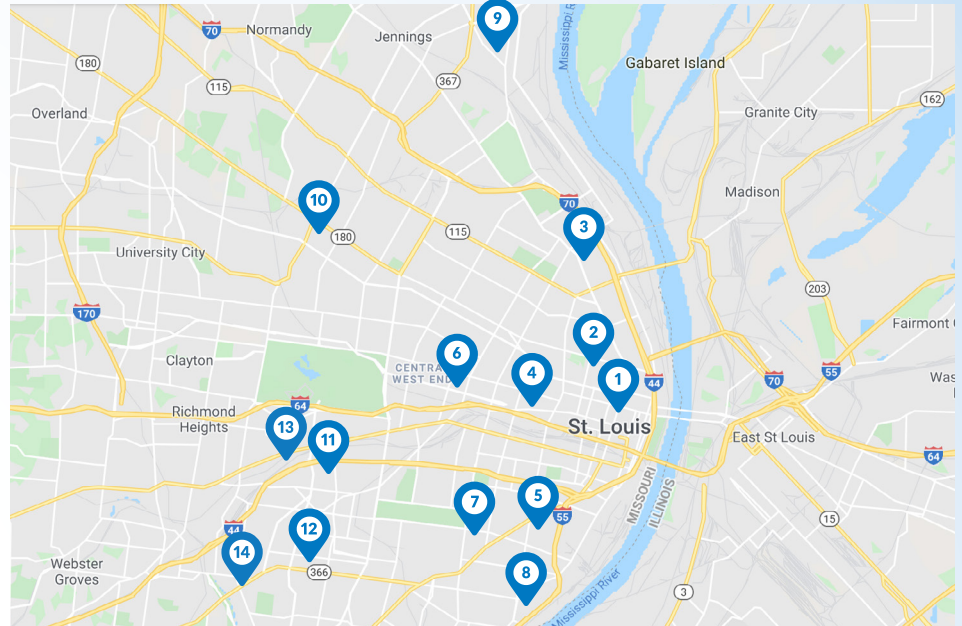 9
70
Normandy
Jennings
Mississippi R
180
Gabaret Island
367
115
162
Overland
Granite City
Madison
10
70
3
180
115
University City
203
170
Fairmont
2
6
Clayton
CENTRAL
WEST END
4
1
44
70
55
Was
64
Richmond
Heights
13
11
St. Louis
East St Louis
64
MISSOURI
ILLINOIS
7
5
55
15
44
12
14
Webster
Groves
366
8
Mississippi River
3